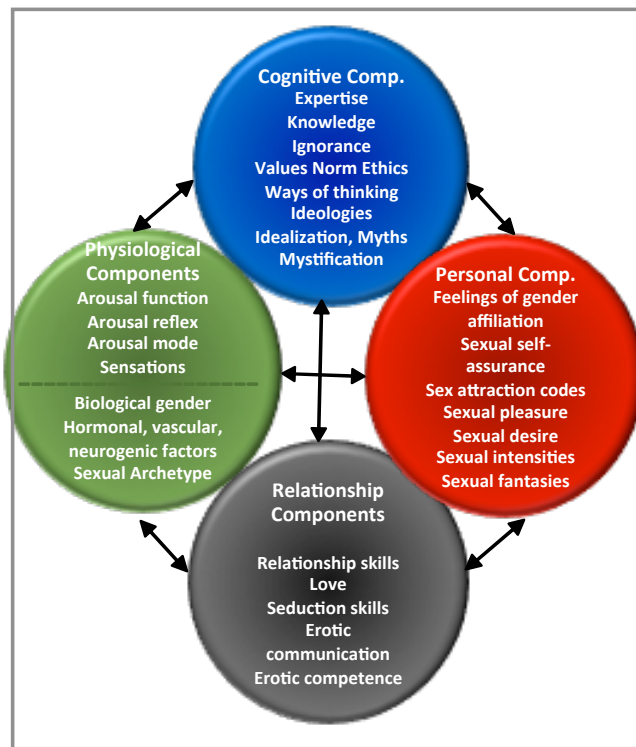 Cognitive Comp.
Expertise
Knowledge
Ignorance
Values Norm Ethics
Ways of thinking
Ideologies
Idealization, Myths
Mystification
Physiological
Components
Arousal function
Arousal reflex
Arousal mode
Sensations
Biological gender
Hormonal, vascular,
neurogenic factors
Sexual Archetype
Personal Comp.
Feelings of gender
affiliation
Sexual self-
assurance
Sex attraction codes
Sexual pleasure
Sexual desire
Sexual intensities
Sexual fantasies
Relationship
Components
Relationship skills
Love
Seduction skills
Erotic
communication
Erotic competence